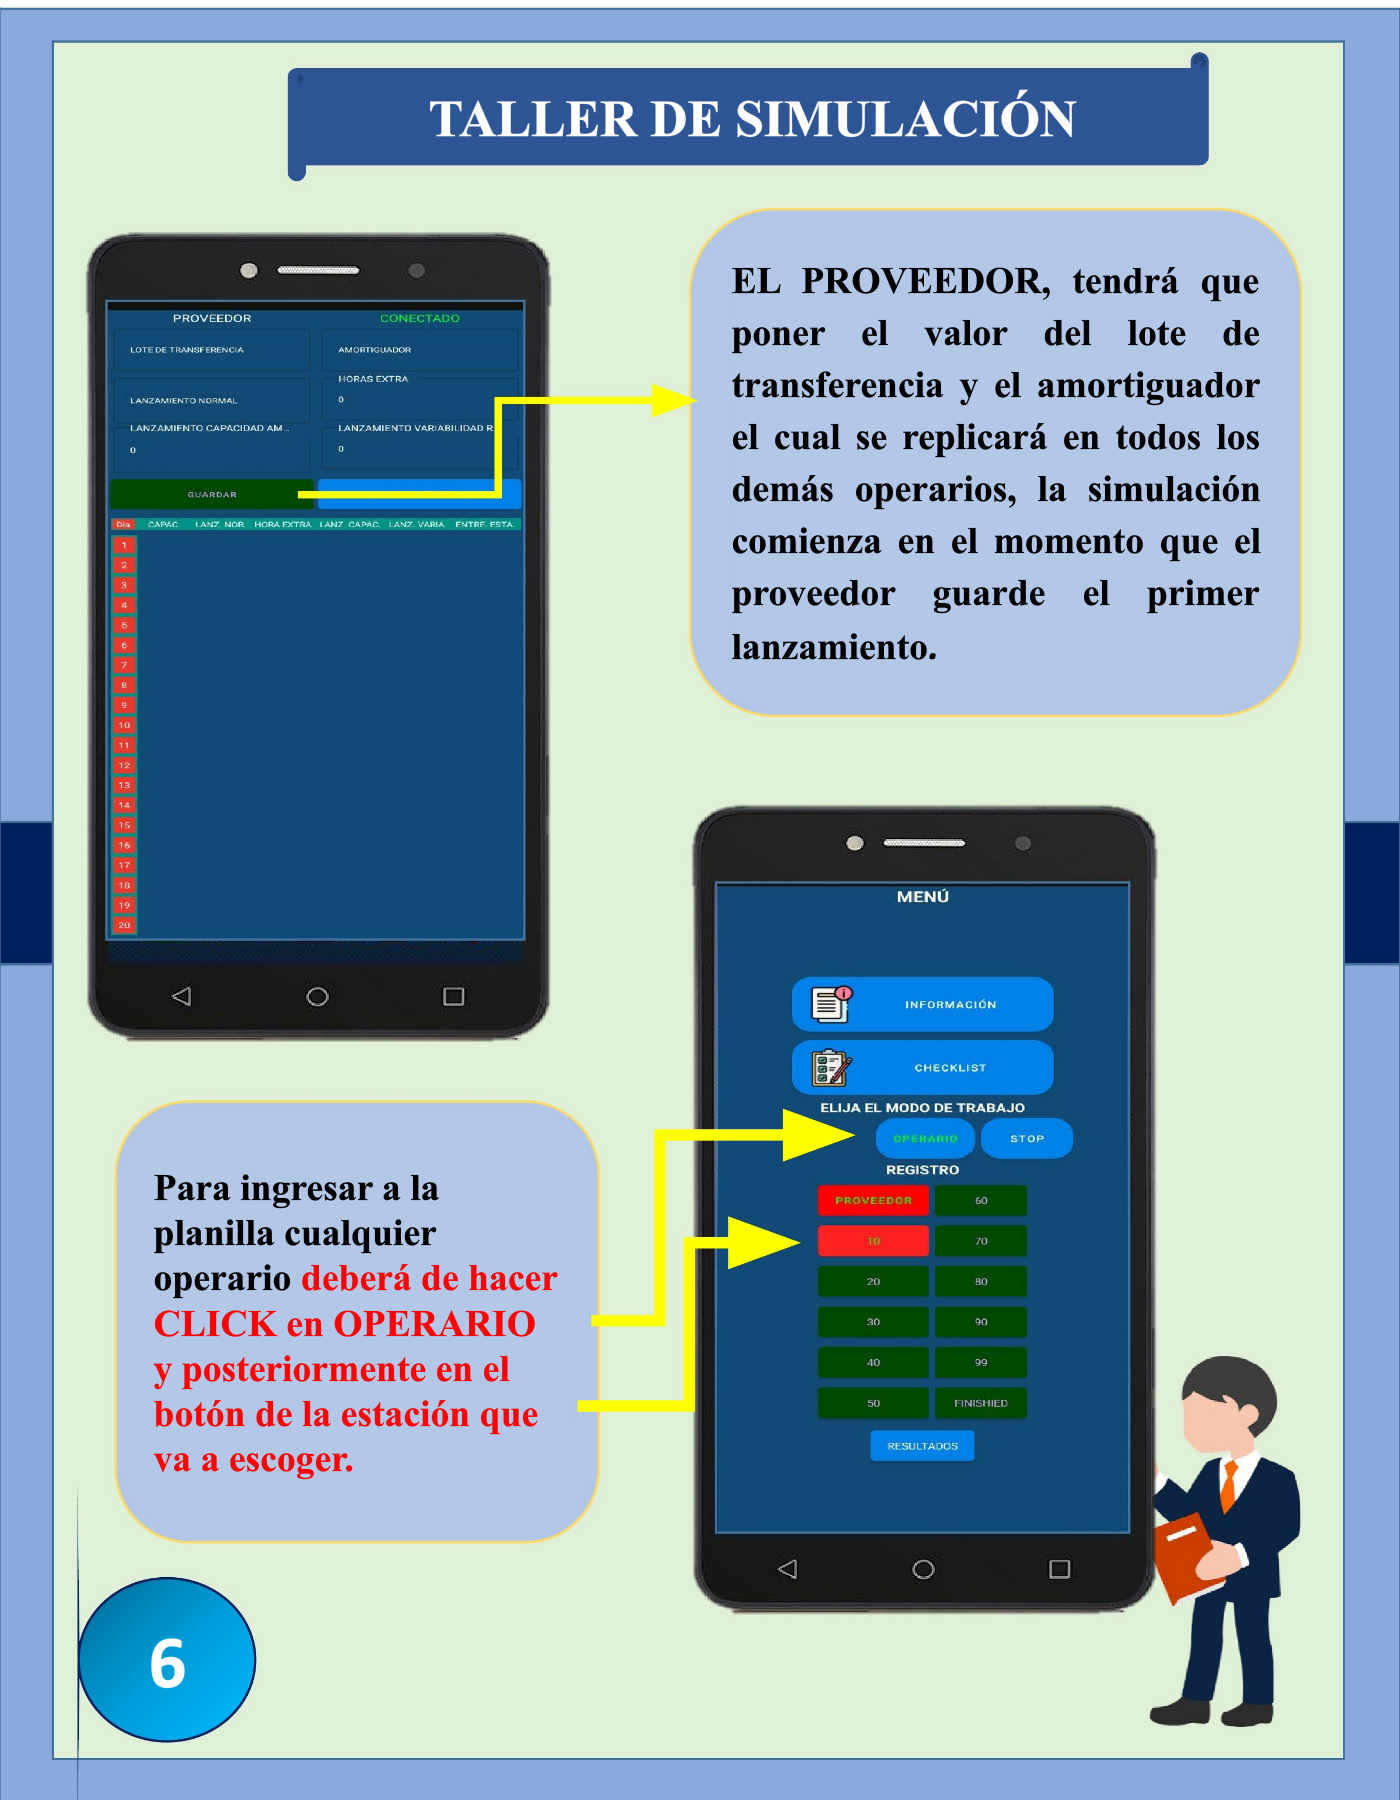 TALLER DE SIMULACIÓN
PROVEEDOR CONECTADO
LOTE DE TRANSFERENCIA AMORTIGUADOR
HORAS EXTRA
LANZAMIENTO NORMAL 0
LANZAMIENTO CAPACIDAD AM... LANZAMIENTO VARIABILIDAD R...
0 0
GUARDAR
Día CAPAC. LANZ. NOR. HORA EXTRA LANZ. CAPAC. LANZ. VARIA. ENTRE. ESTA.
1
2
3
4
5
6
7
8
9
10
11
12
13
14
15
16
17
18
19
20
EL PROVEEDOR, tendrá que
poner el valor del lote de
transferencia y el amortiguador
el cual se replicará en todos los
demás operarios, la simulación
comienza en el momento que el
proveedor guarde el primer
lanzamiento.
MENÚ
INFORMACIÓN
CHECKLIST
ELIJA EL MODO DE TRABAJO
OPERARIO STOP
REGISTRO
PROVEEDOR 60
10 70
20 80
30 90
40 99
50 FINISHIED
RESULTADOS
Para ingresar a la
planilla cualquier
operario deberá de hacer
CLICK en OPERARIO
y posteriormente en el
botón de la estación que
va a escoger.
6